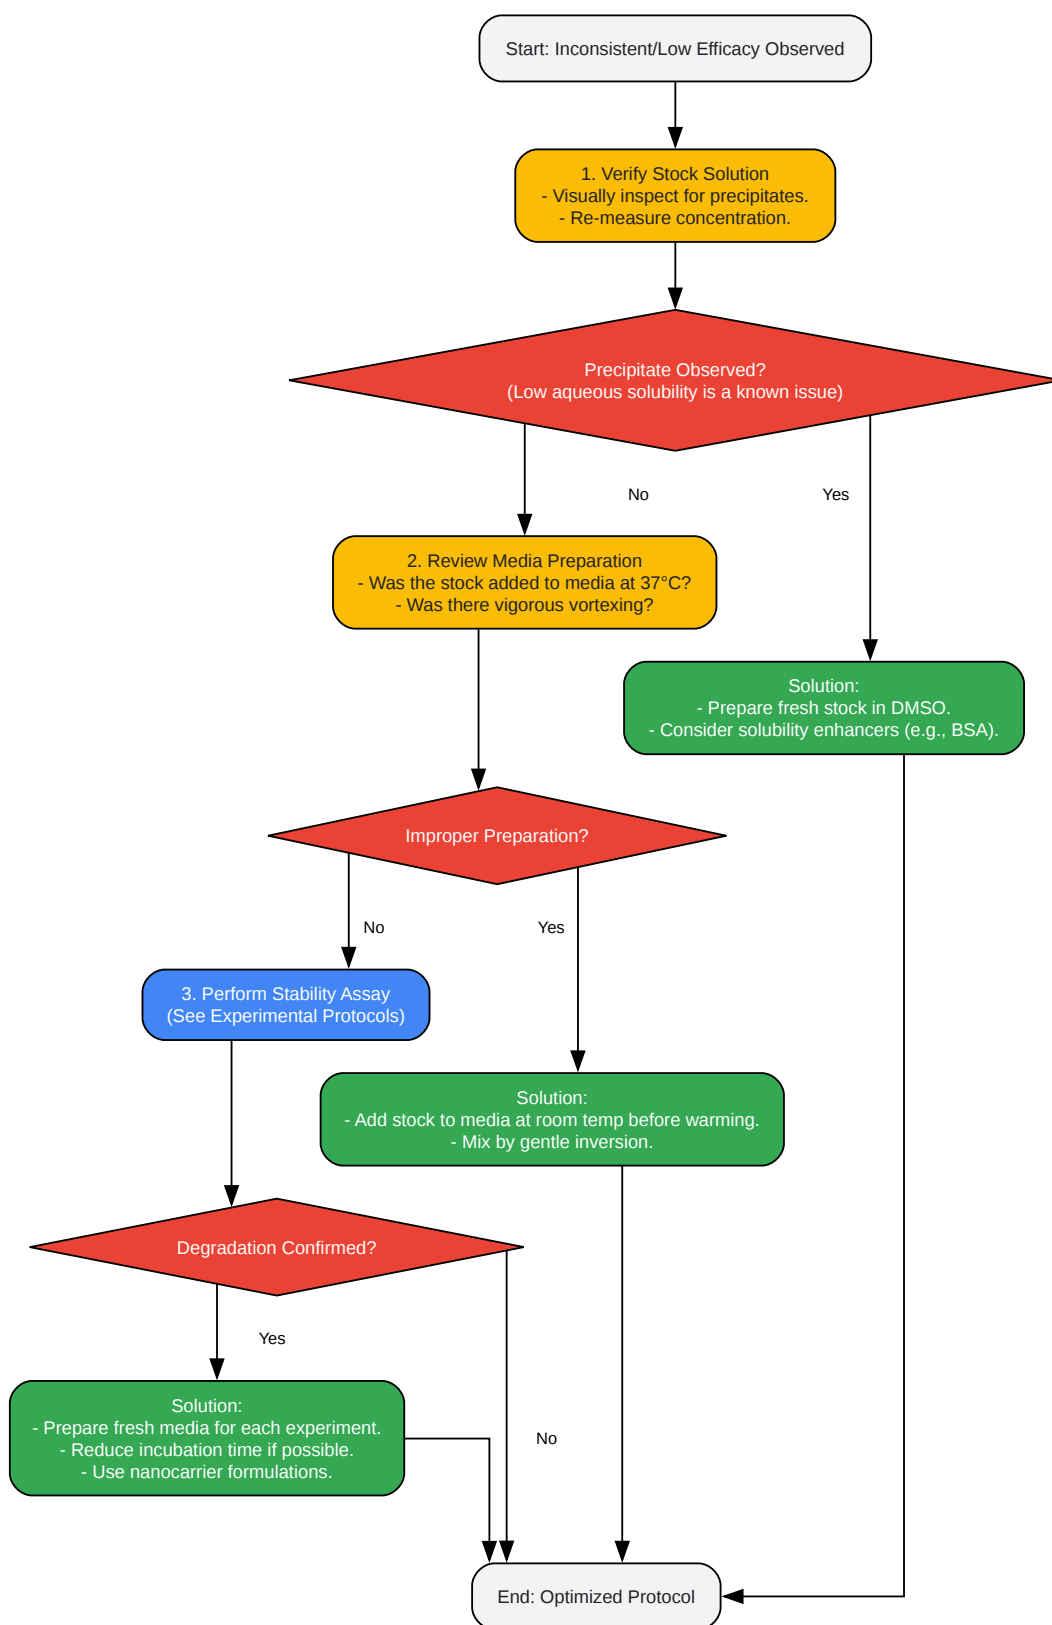 Start: Inconsistent/Low Efficacy Observed
1. Verify Stock Solution
- Visually inspect for precipitates.
- Re-measure concentration.
Precipitate Observed?
(Low aqueous solubility is a known issue)
No
Yes
2. Review Media Preparation
- Was the stock added to media at 37°C?
- Was there vigorous vortexing?
Solution:
- Prepare fresh stock in DMSO.
- Consider solubility enhancers (e.g., BSA).
Improper Preparation?
No
Yes
3. Perform Stability Assay
(See Experimental Protocols)
Solution:
- Add stock to media at room temp before warming.
- Mix by gentle inversion.
Degradation Confirmed?
Yes
Solution:
- Prepare fresh media for each experiment.
- Reduce incubation time if possible.
- Use nanocarrier formulations.
No
End: Optimized Protocol